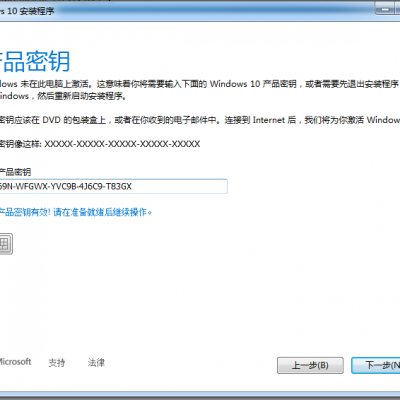 ws 10 安装程序
产品密钥
dows 未在此电脑上激活。这意味着你将需要输入下面的 Windows 10 产品密钥，或者需要先退出安装程序
indows，然后重新启动安装程序。
密钥应该在 DVD 的包装盒上，或者在你收到的电子邮件中。连接到 Internet 后，我们将为你激活 Window
密钥像这样: XXXXX-XXXXX-XXXXX-XXXXX-XXXXX
产品密钥
69N-WFGWX-YVC9B-4J6C9-T83GX
产品密钥有效! 请在准备就绪后继续操作。
Microsoft 支持 法律
上一步(B) 下一步(N